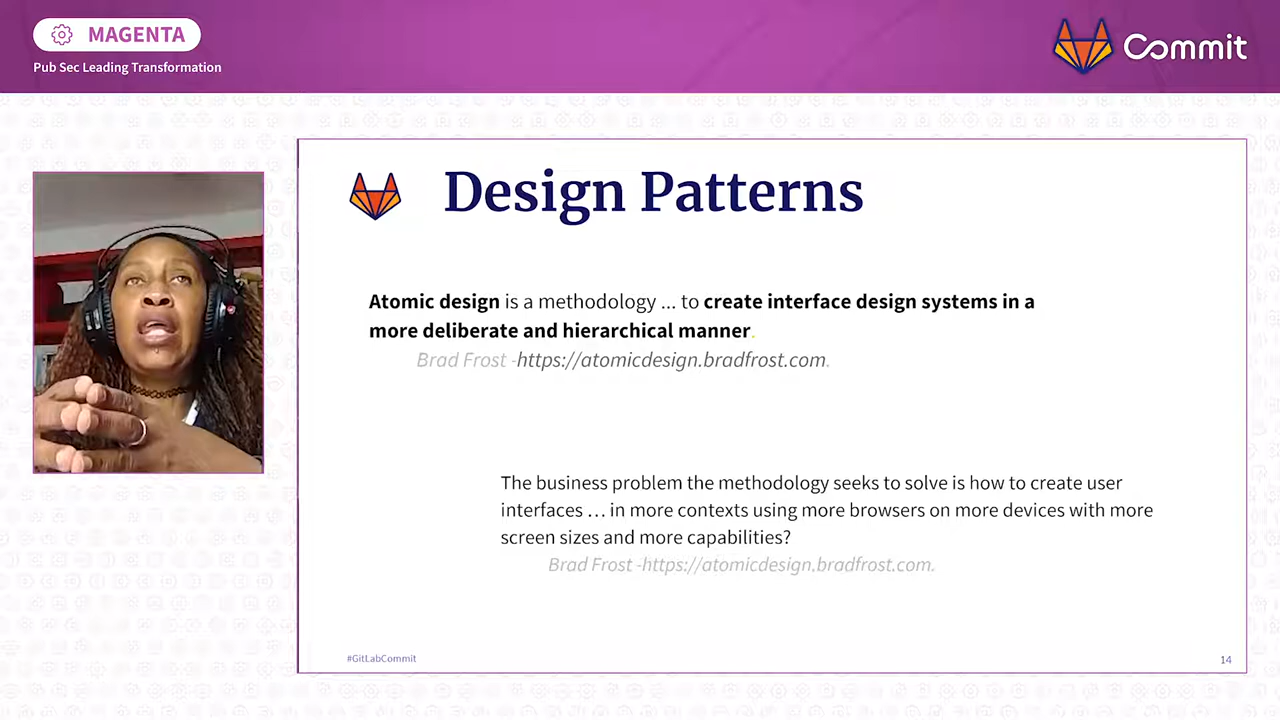 MAGENTA
Pub Sec Leading Transformation
Commit
Design Patterns
Atomic design is a methodology ... to create interface design systems in a
more deliberate and hierarchical manner.
Brad Frost -https://atomicdesign.bradfrost.com.
The business problem the methodology seeks to solve is how to create user
interfaces … in more contexts using more browsers on more devices with more
screen sizes and more capabilities?
Brad Frost -https://atomicdesign.bradfrost.com.
#GitLabCommit
14